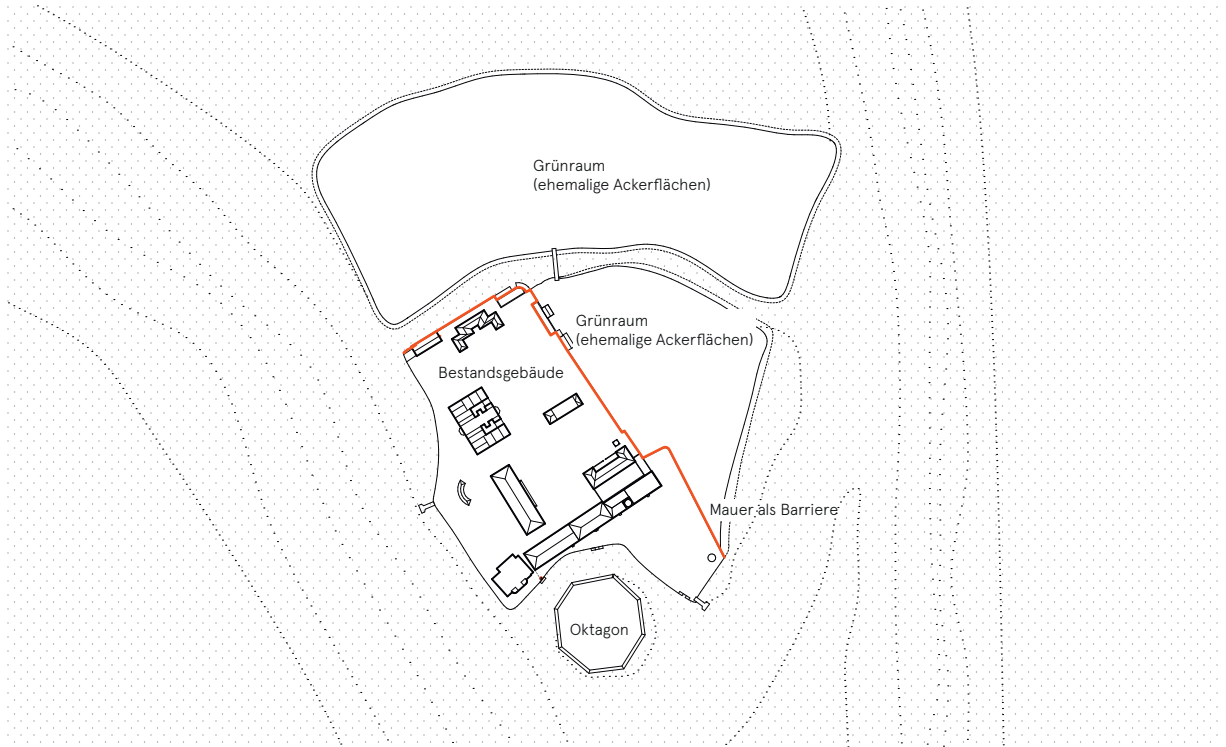 Grünraum
(ehemalige Ackerflächen)
Grünraum
(ehemalige Ackerflächen)
Bestandsgebäude
Mauer als Barriere
Oktagon